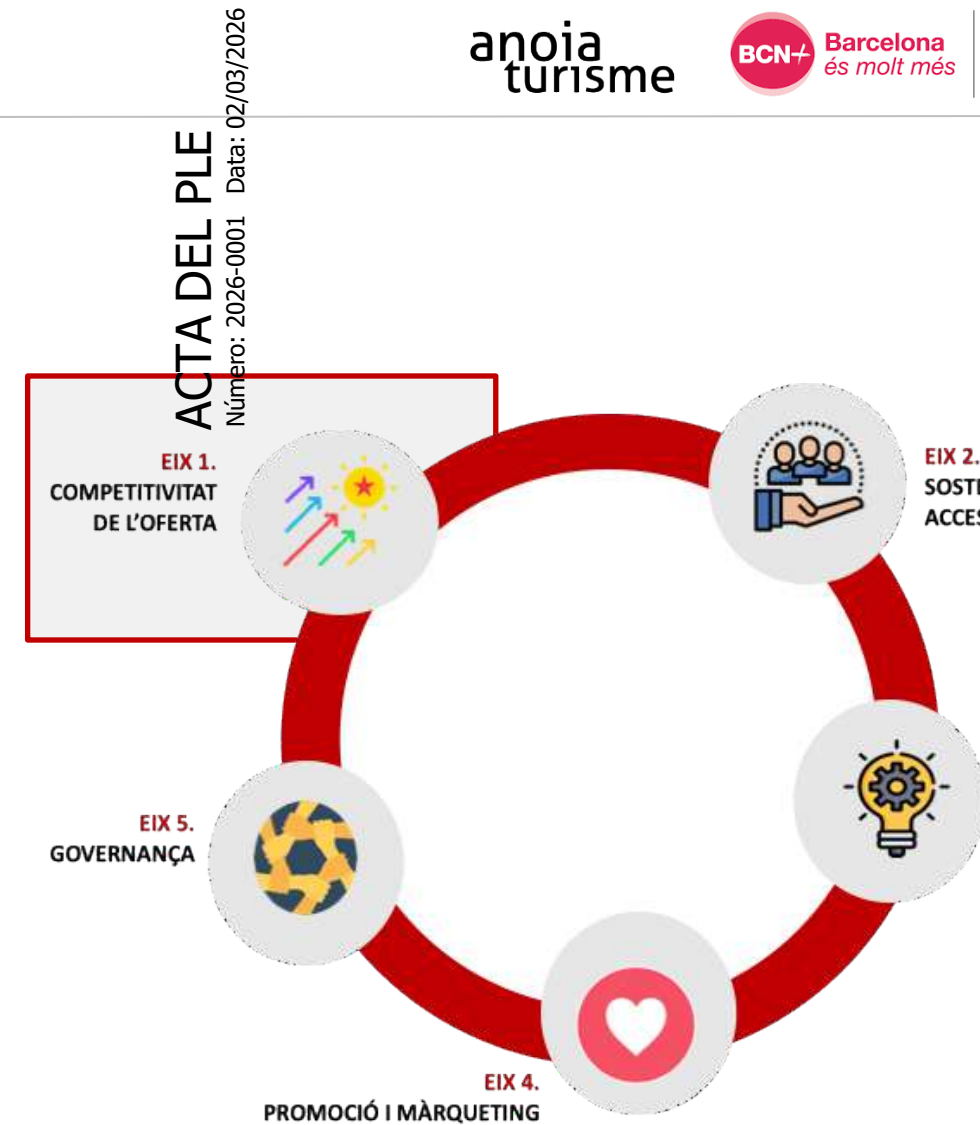 anoia
turisme
BCN+
Barcelona
és molt més
ACTA DEL PLE
Número: 2026-0001 Data: 02/03/2026
EIX 1.
COMPETITIVITAT
DE L'OFERTA
EIX 2.
EIX 5.
GOVERNANÇA
EIX 4.
PROMOCIÓ I MÀRQUETING